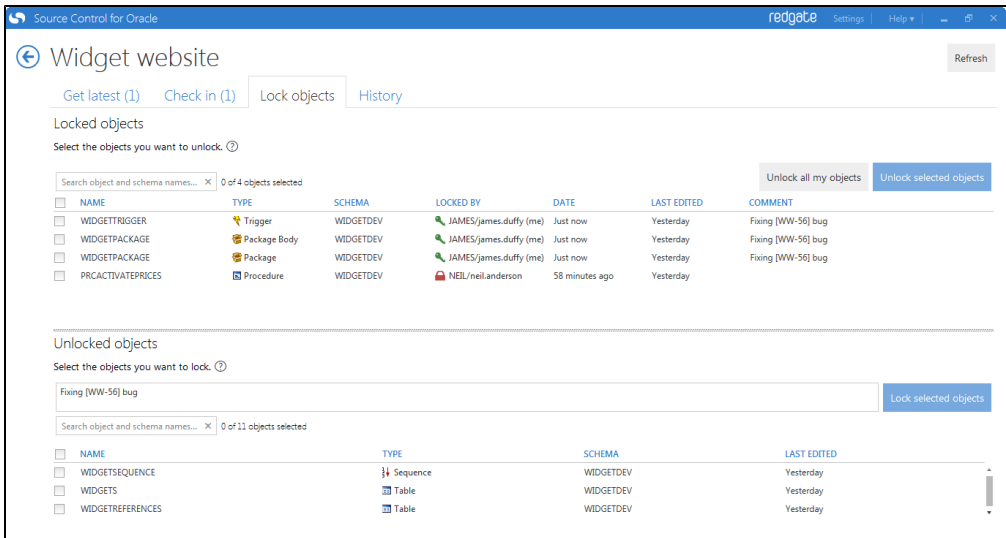 Source Control for Oracle redgate Settings Help
Widget website Refresh
Get latest (1) Check in (1) Lock objects History
Locked objects
Select the objects you want to unlock. ?
Search object and schema names... × 0 of 4 objects selected Unlock all my objects Unlock selected objects
NAME TYPE SCHEMA LOCKED BY DATE LAST EDITED COMMENT
WIDGETTRIGGER Trigger WIDGETDEV JAMES/james.duffy (me) Just now Yesterday Fixing [WW-56] bug
WIDGETPACKAGE Package Body WIDGETDEV JAMES/james.duffy (me) Just now Yesterday Fixing [WW-56] bug
WIDGETPACKAGE Package WIDGETDEV JAMES/james.duffy (me) Just now Yesterday Fixing [WW-56] bug
PRCACTIVATEPRICES Procedure WIDGETDEV NEIL/neil.anderson 58 minutes ago Yesterday
Unlocked objects
Select the objects you want to lock. ?
Fixing [WW-56] bug Lock selected objects
Search object and schema names... × 0 of 11 objects selected
NAME TYPE SCHEMA LAST EDITED
WIDGETSEQUENCE Sequence WIDGETDEV Yesterday
WIDGETS Table WIDGETDEV Yesterday
WIDGETREFERENCES Table WIDGETDEV Yesterday